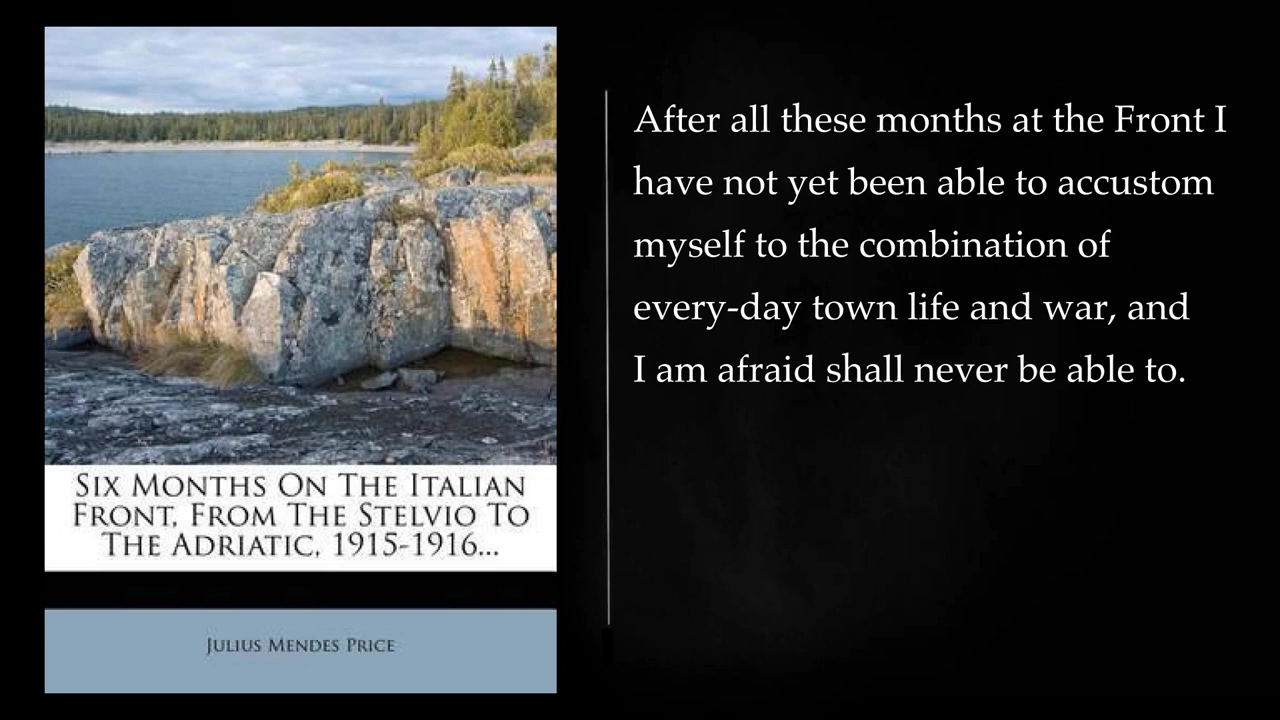 Six Months On The Italian
Front, From The Stelvio To
The Adriatic, 1915-1916...
Julius Mendes Price
After all these months at the Front I
have not yet been able to accustom
myself to the combination of
every-day town life and war, and
I am afraid shall never be able to.